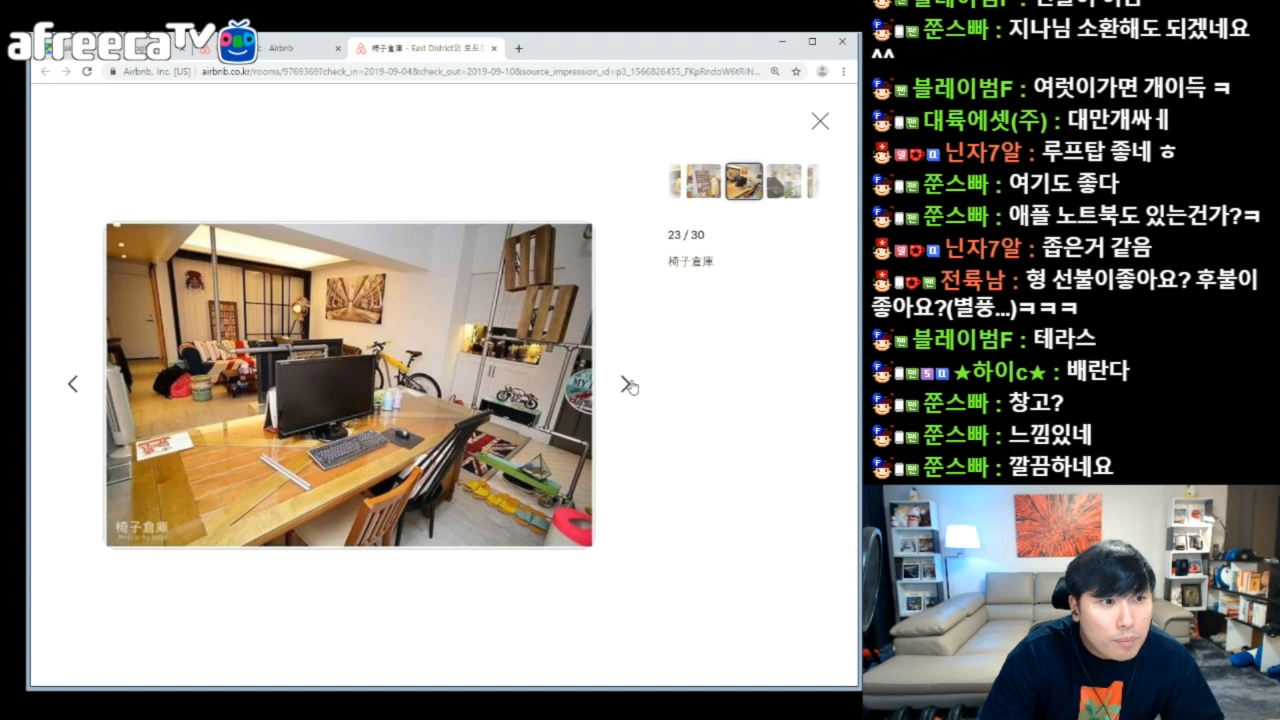 afreecaTV
Airbnb
椅子倉庫 - East District의 로프트
Airbnb, Inc. [US]
airbnb.co.kr/rooms/9769369?check_in=2019-09-04&check_out=2019-09-10&source_impression_id=p3_1566826455_FKpRndoW6tRIN...
23 / 30
椅子倉庫
椅子倉庫
쭌스빠 : 지나님 소환해도 되겠네요
^^
블레이범F : 여럿이가면 개이득 ㅋ
대륙에셋(주) : 대만개싸ㅔ
닌자7알 : 루프탑 좋네 ㅎ
쭌스빠 : 여기도 좋다
쭌스빠 : 애플 노트북도 있는건가?ㅋ
닌자7알 : 좁은거 같음
전륙남 : 형 선불이좋아요? 후불이
좋아요?(별풍...)ㅋㅋㅋ
블레이범F : 테라스
★하이c★ : 배란다
쭌스빠 : 창고?
쭌스빠 : 느낌있네
쭌스빠 : 깔끔하네요